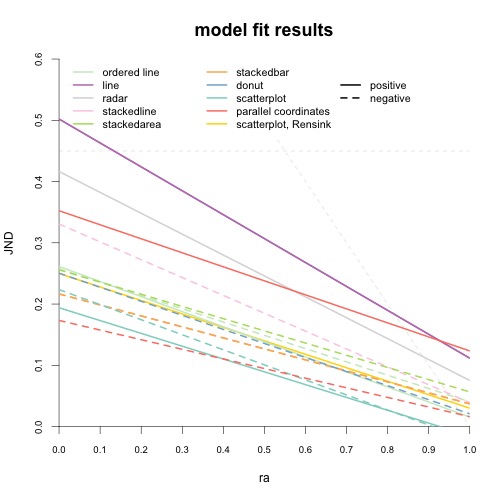 model fit results
ordered line
line
radar
stackedline
stackedarea
stackedbar
donut
scatterplot
parallel coordinates
scatterplot, Rensink
positive
negative
JND
0.6
0.5
0.4
0.3
0.2
0.1
0.0
0.0 0.1 0.2 0.3 0.4 0.5 0.6 0.7 0.8 0.9 1.0
ra